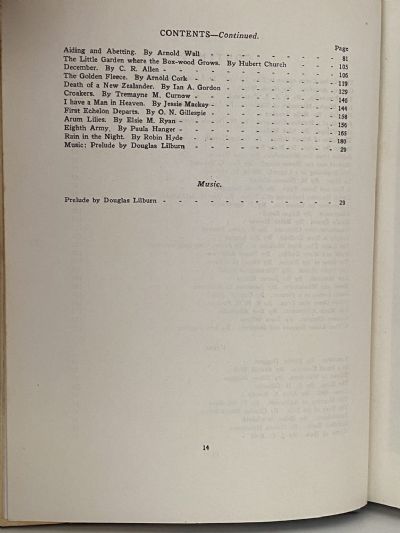 CONTENTS—Continued.
Page
Aiding and Abetting. By Arnold Wall - - - - - - - 81
The Little Garden where the Box-wood Grows. By Hubert Church - - - 103
December. By C. R. Allen - - - - - - - - - 106
The Golden Fleece. By Arnold Cork - - - - - - - - 119
Death of a New Zealander. By Ian A. Gordon - - - - - - 129
Croakers. By Tremayne M. Curnow - - - - - - - 146
I have a Man in Heaven. By Jessie Mackay - - - - - - 144
First Echelon Departs. By O. N. Gillespie - - - - - - 158
Arum Lilies. By Elsie M. Ryan - - - - - - - - 156
Eighth Army. By Paula Hanger - - - - - - - - 165
Rain in the Night. By Robin Hyde - - - - - - - 180
Music: Prelude by Douglas Lilburn - - - - - - - 29
Music.
Prelude by Douglas Lilburn - - - - - - - - - - 29
14